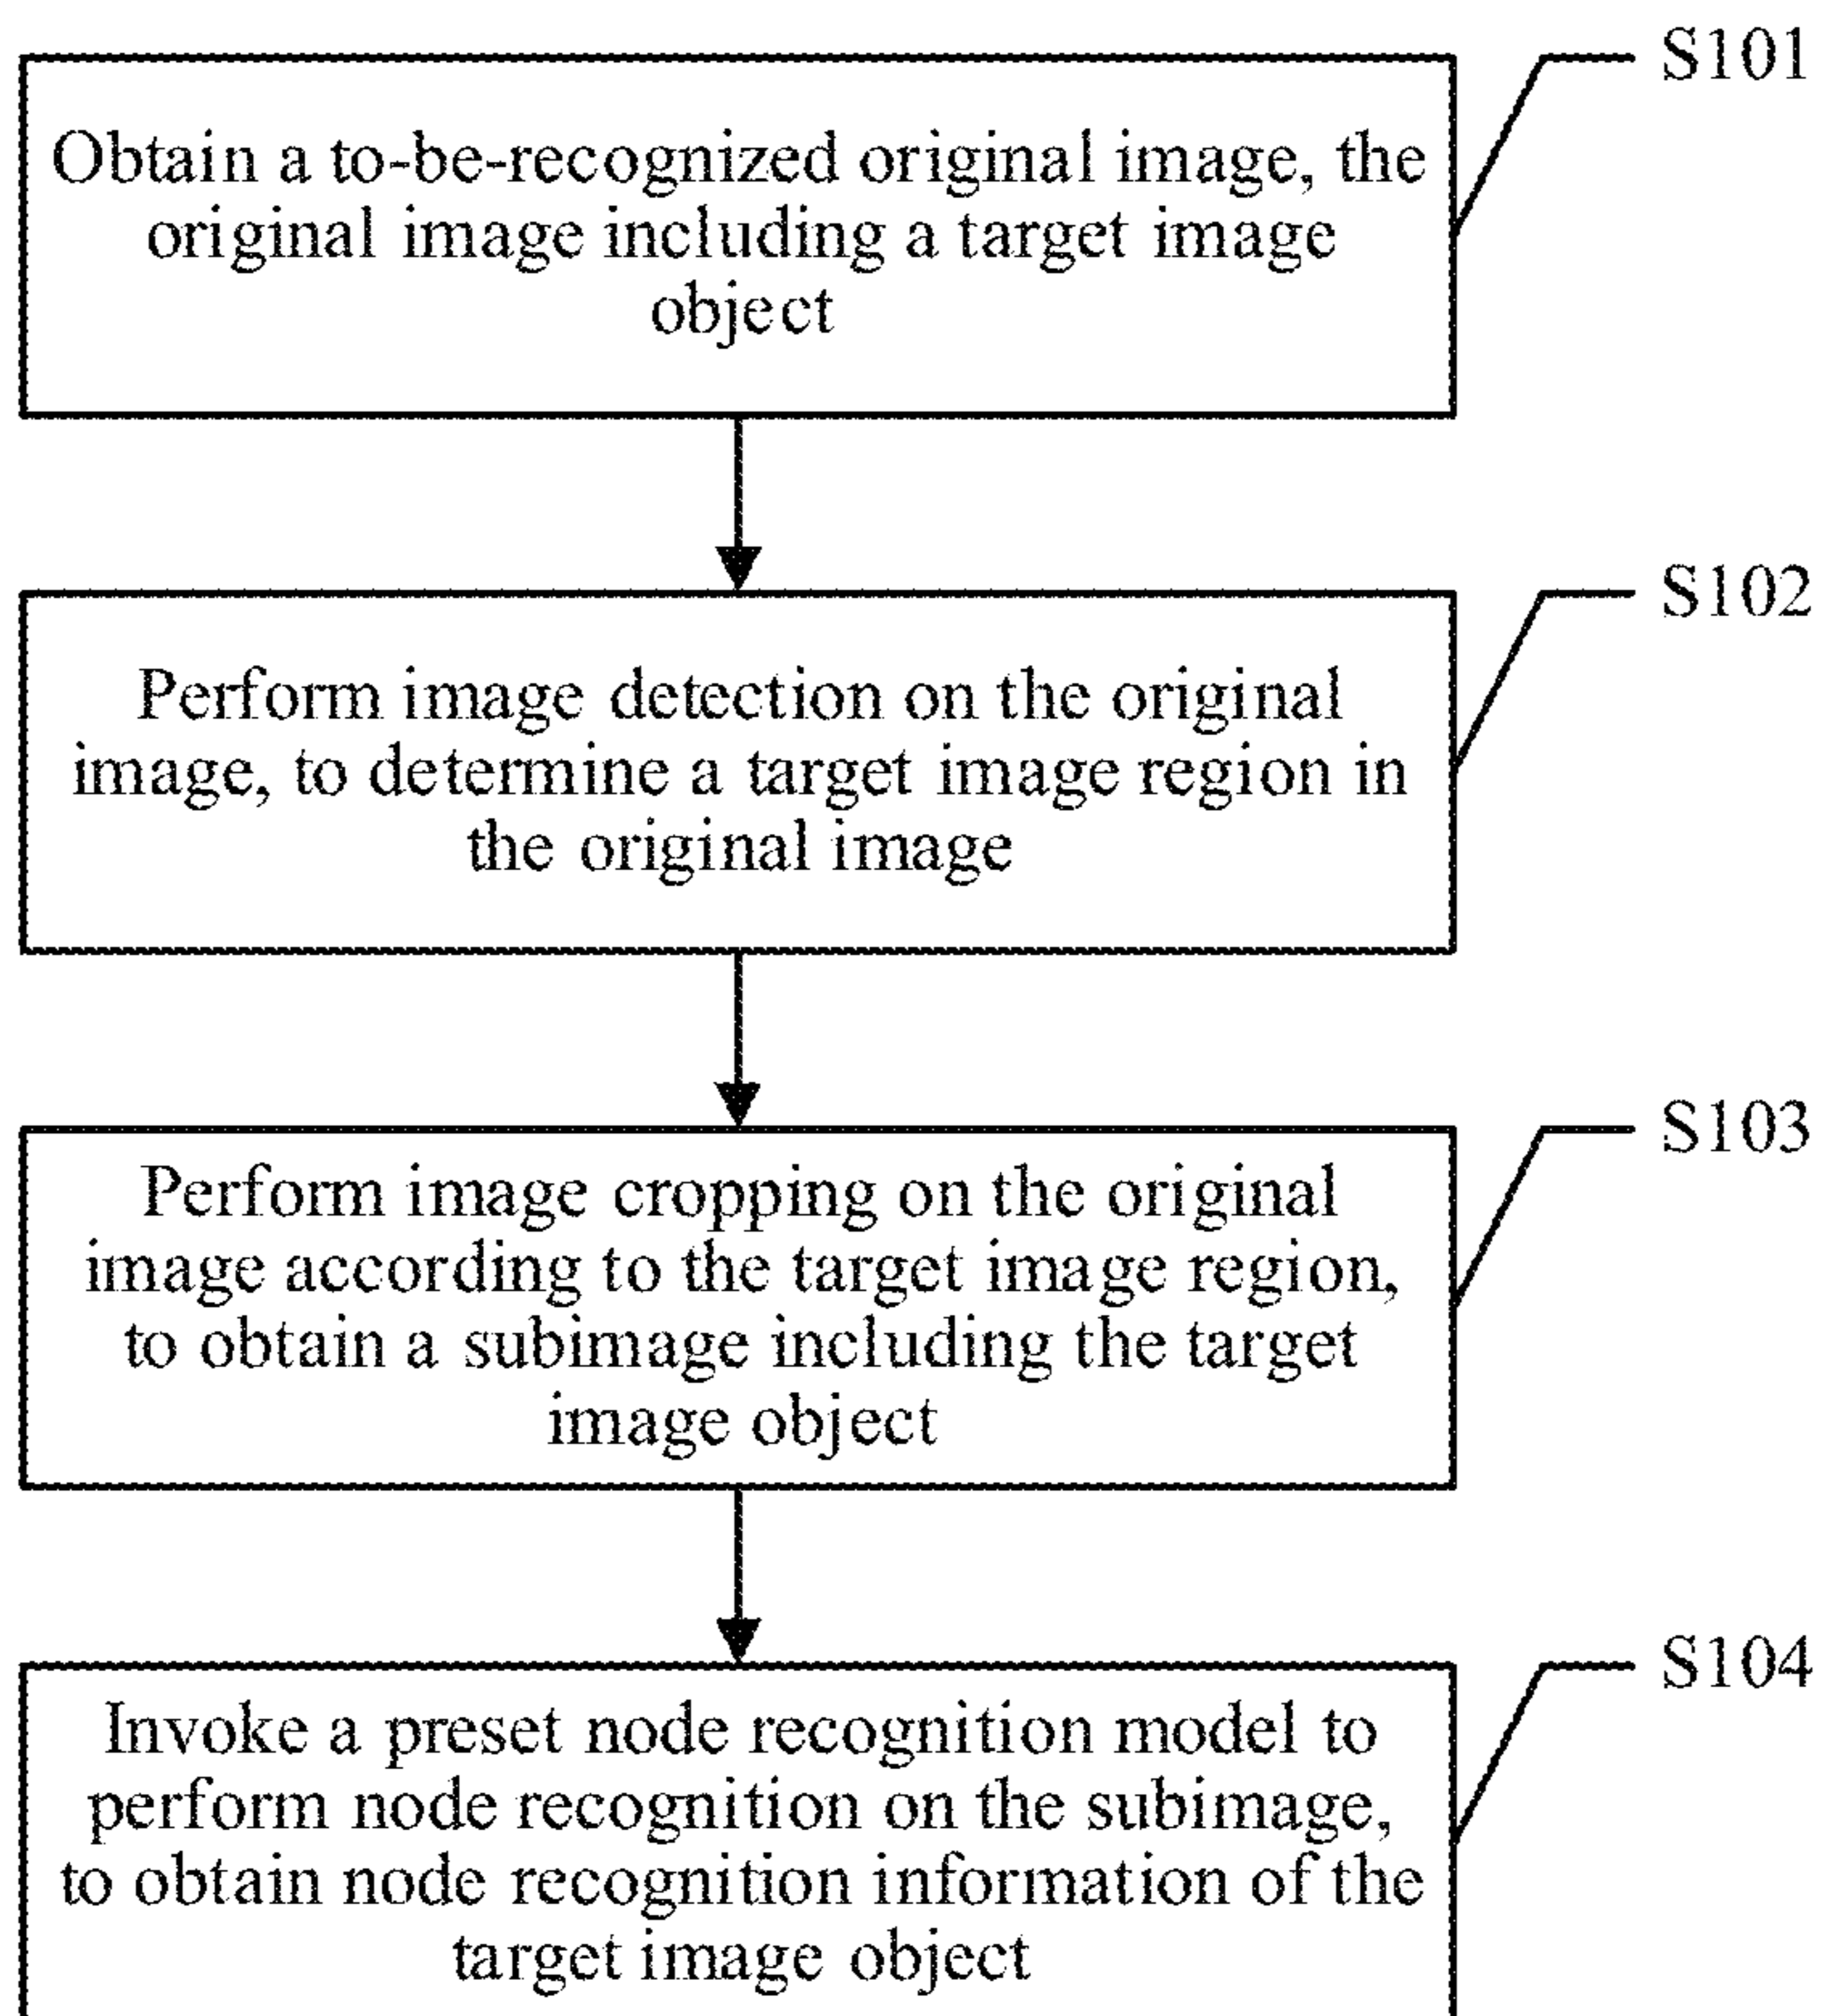 S101
Obtain a to-be-recognized original image, the
original image including a target image
object
S102
Perform image detection on the original
image, to determine a target image region in
the original image
S103
Perform image cropping on the original
image according to the target image region,
to obtain a subimage including the target
image object
S104
Invoke a preset node recognition model to
perform node recognition on the subimage,
to obtain node recognition information of the
target image object